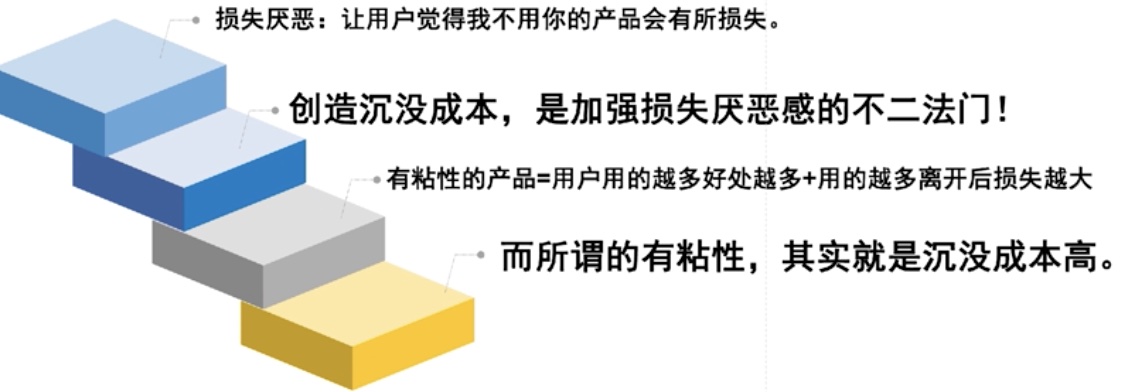 损失厌恶：让用户觉得我不用你的产品会有所损失。
创造沉没成本，是加强损失厌恶感的不二法门！
有粘性的产品=用户用的越多好处越多+用的越多离开后损失越大
而所谓的有粘性，其实就是沉没成本高。